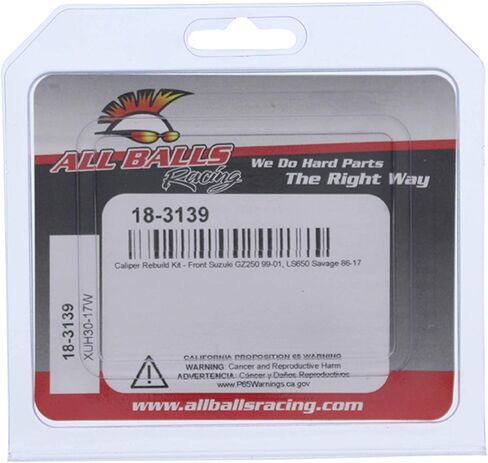 ALL BALLS
Racing
We Do Hard Parts
The Right Way
18-3139
Caliper Rebuild Kit - Front Suzuki GZ250 99-01, LS650 Savage 86-17
18-3139
XUH30-17W
CALIFORNIA PROPOSITION 65 WARNING
WARNING: Cancer and Reproductive Harm
ADVERTENCIA: Cáncer y Daños Reproductivos
www.P65Warnings.ca.gov
www.allballsracing.com